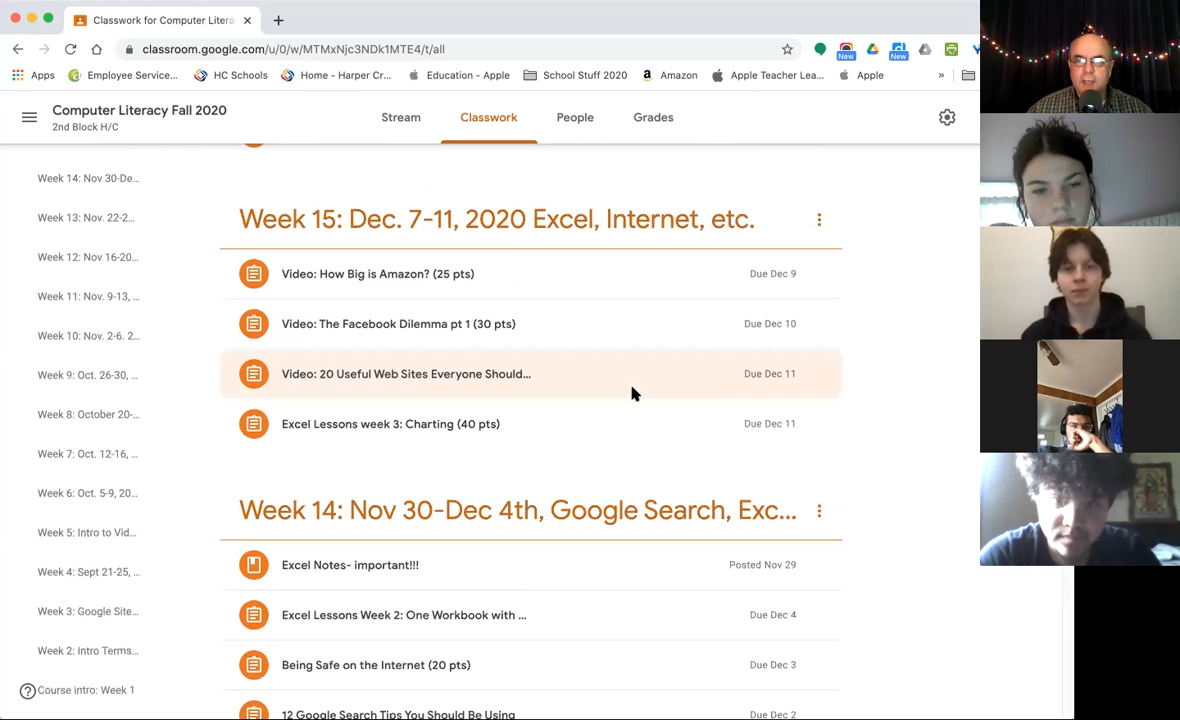 Classwork for Computer Litera
classroom.google.com/u/0/w/MTMxNjc3NDk1MTE4/t/all
New
New
Apps
Employee Service...
HC Schools
Home - Harper Cr...
Education - Apple
School Stuff 2020
Amazon
Apple Teacher Lea...
Apple
»
Computer Literacy Fall 2020
2nd Block H/C
Stream
Classwork
People
Grades
Week 14: Nov 30-De...
Week 13: Nov. 22-2...
Week 12: Nov 16-20...
Week 11: Nov. 9-13, ...
Week 10: Nov. 2-6. 2...
Week 9: Oct. 26-30, ...
Week 8: October 20-...
Week 7: Oct. 12-16, ...
Week 6: Oct. 5-9, 20...
Week 5: Intro to Vid...
Week 4: Sept 21-25, ...
Week 3: Google Site...
Week 2: Intro Terms...
Course intro: Week 1
Week 15: Dec. 7-11, 2020 Excel, Internet, etc.
Video: How Big is Amazon? (25 pts) Due Dec 9
Video: The Facebook Dilemma pt 1 (30 pts) Due Dec 10
Video: 20 Useful Web Sites Everyone Should... Due Dec 11
Excel Lessons week 3: Charting (40 pts) Due Dec 11
Week 14: Nov 30-Dec 4th, Google Search, Exc...
Excel Notes- important!!! Posted Nov 29
Excel Lessons Week 2: One Workbook with ... Due Dec 4
Being Safe on the Internet (20 pts) Due Dec 3
12 Google Search Tips You Should Be Using Due Dec 2